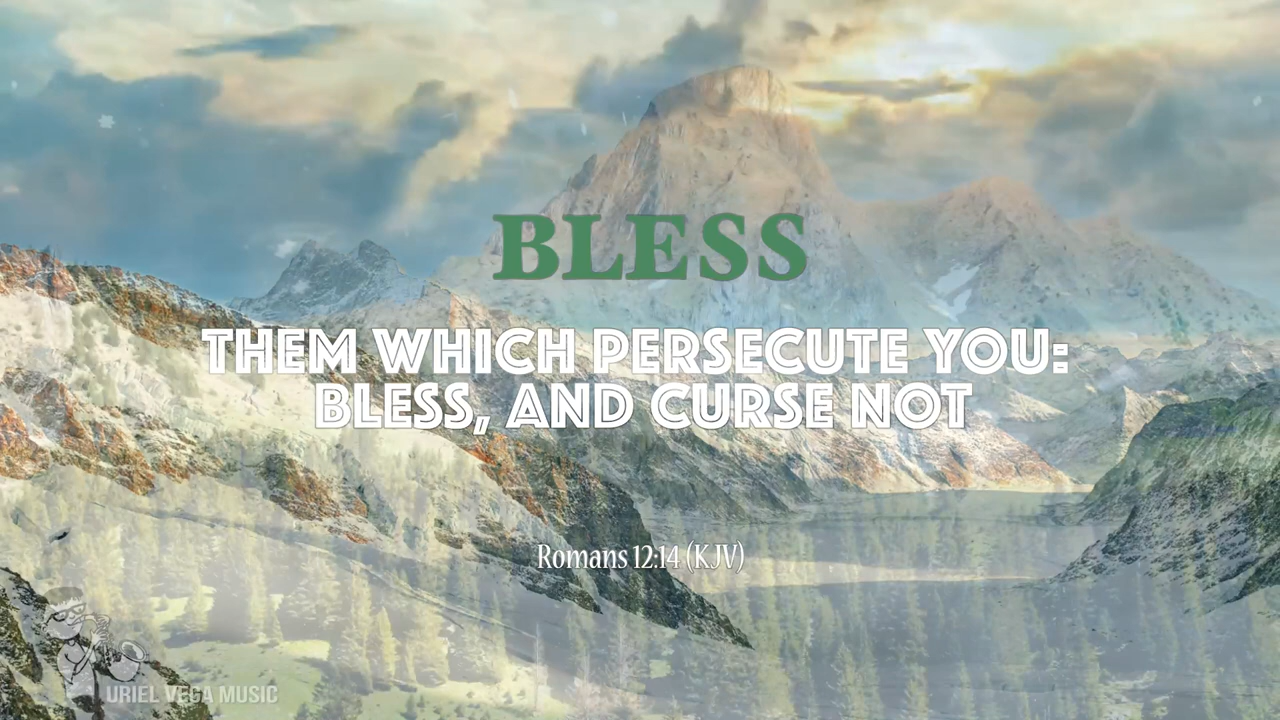 BLESS
THEM WHICH PERSECUTE YOU:
BLESS, AND CURSE NOT
Romans 12:14 (KJV)
URIEL VEGA MUSIC